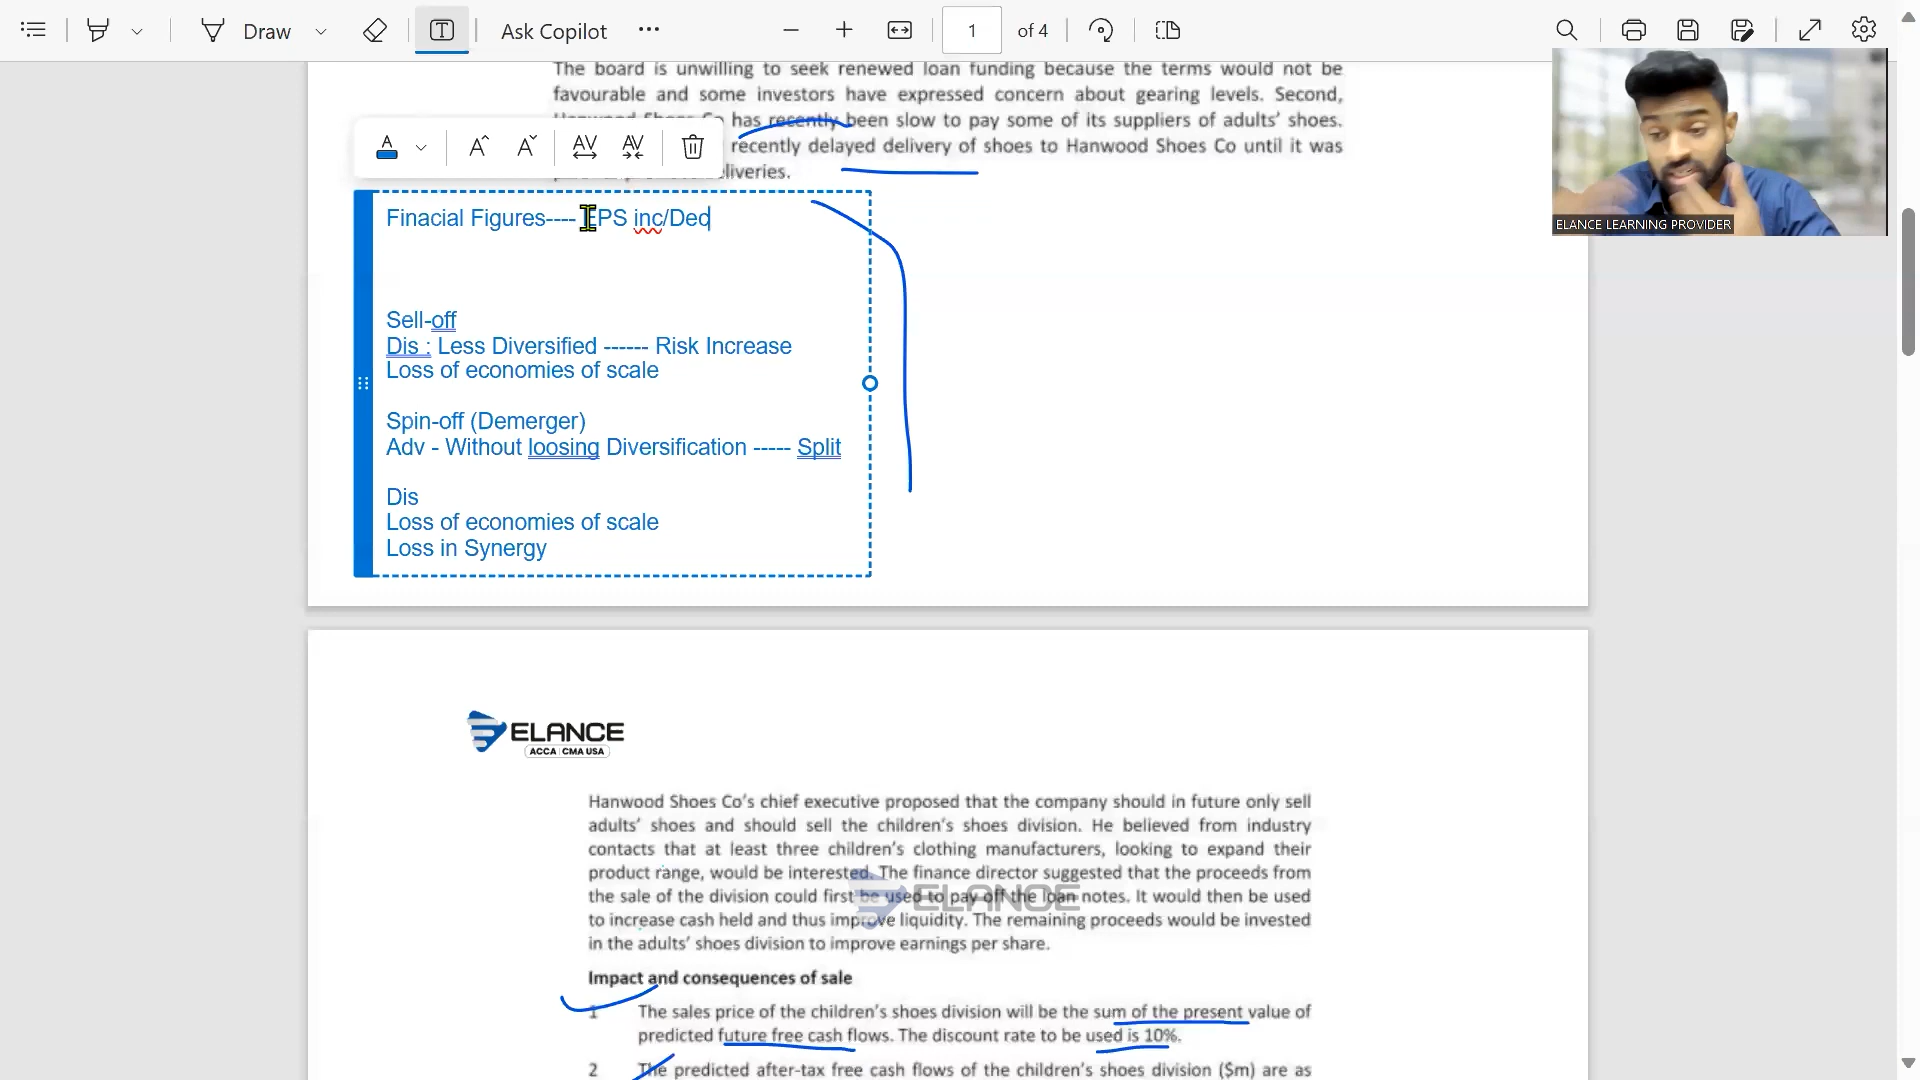 Draw
Ask Copilot
1
of 4
The board is unwilling to seek renewed loan funding because the terms would not be
favourable and some investors have expressed concern about gearing levels. Second,
has recently been slow to pay some of its suppliers of adults' shoes.
recently delayed delivery of shoes to Hanwood Shoes Co until it was
deliveries.
ELANCE LEARNING PROVIDER
Finacial Figures---- EPS inc/Dec
Sell-off
Dis : Less Diversified ------ Risk Increase
Loss of economies of scale
Spin-off (Demerger)
Adv - Without loosing Diversification ----- Split
Dis
Loss of economies of scale
Loss in Synergy
ELANCE
ACCA CMA USA
Hanwood Shoes Co's chief executive proposed that the company should in future only sell
adults' shoes and should sell the children's shoes division. He believed from industry
contacts that at least three children's clothing manufacturers, looking to expand their
product range, would be interested. The finance director suggested that the proceeds from
the sale of the division could first be used to pay off the loan notes. It would then be used
to increase cash held and thus improve liquidity. The remaining proceeds would be invested
in the adults' shoes division to improve earnings per share.
ELANCE
Impact and consequences of sale
1 The sales price of the children's shoes division will be the sum of the present value of
predicted future free cash flows. The discount rate to be used is 10%.
2 The predicted after-tax free cash flows of the children's shoes division ($m) are as